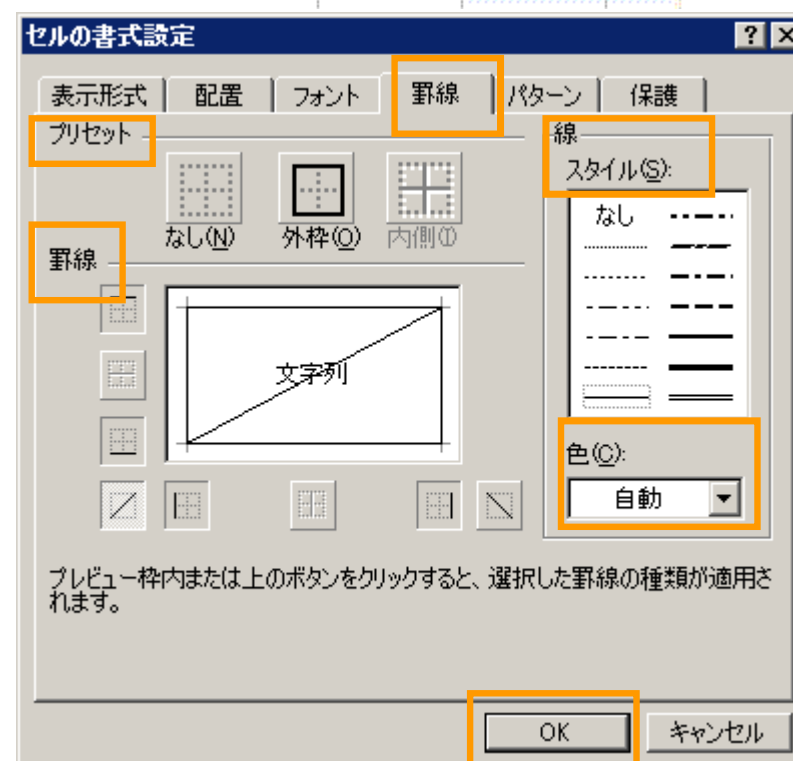 セルの書式設定
表示形式 配置 フォント 罫線 パターン 保護
プリセット
なし(N) 外枠(O) 内側(I)
線
スタイル(S):
なし
罫線
文字列
色(C):
自動
プレビュー枠内または上のボタンをクリックすると、選択した罫線の種類が適用さ
れます。
OK キャンセル